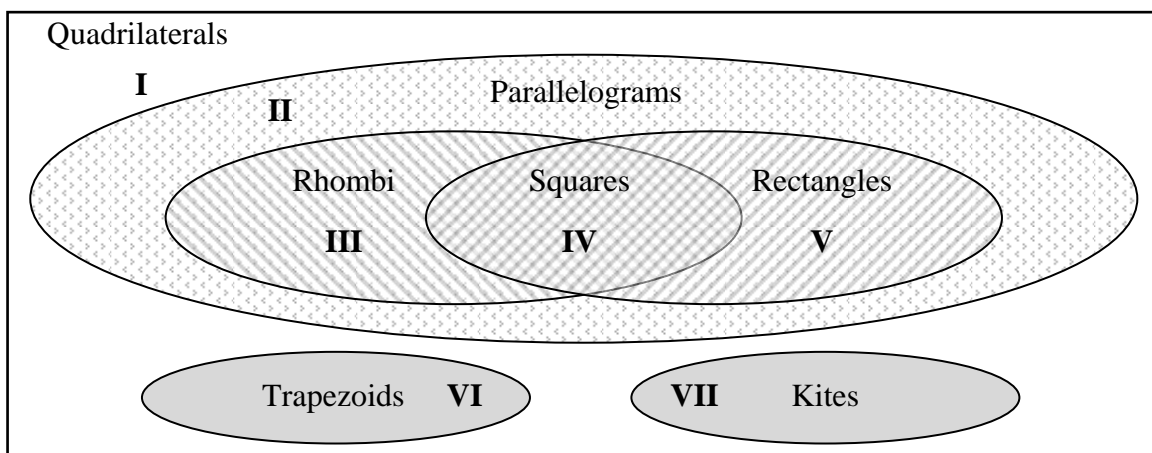 Quadrilaterals
I
II
Parallelograms
Rhombi Squares Rectangles
III IV V
Trapezoids VI VII Kites